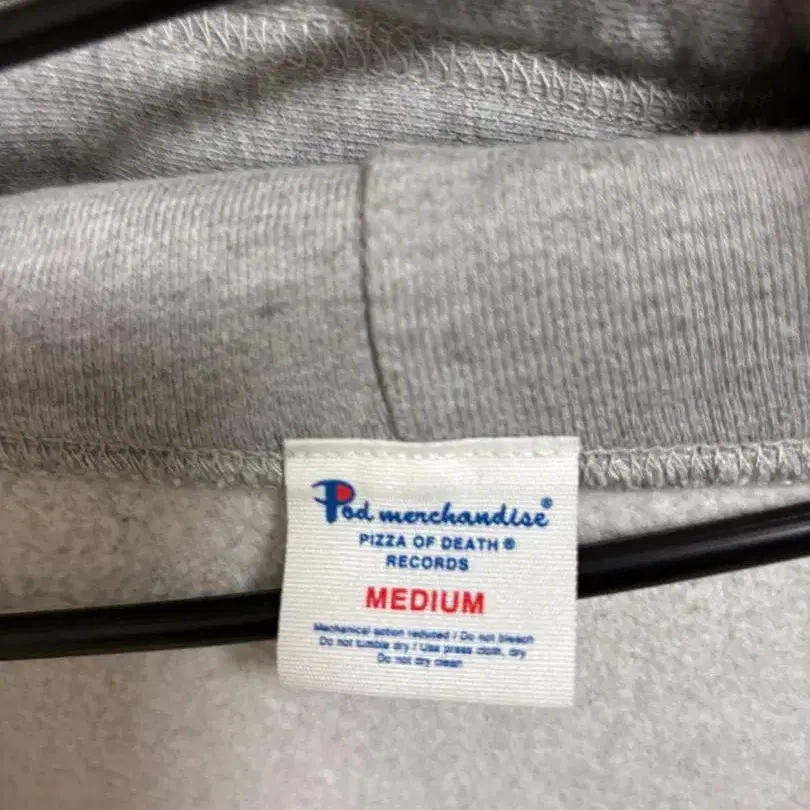 Pod merchandise®
PIZZA OF DEATH®
RECORDS
MEDIUM
Mechanical action reduced / Do not bleach
Do not tumble dry / Use press cloth, dry
Do not dry clean